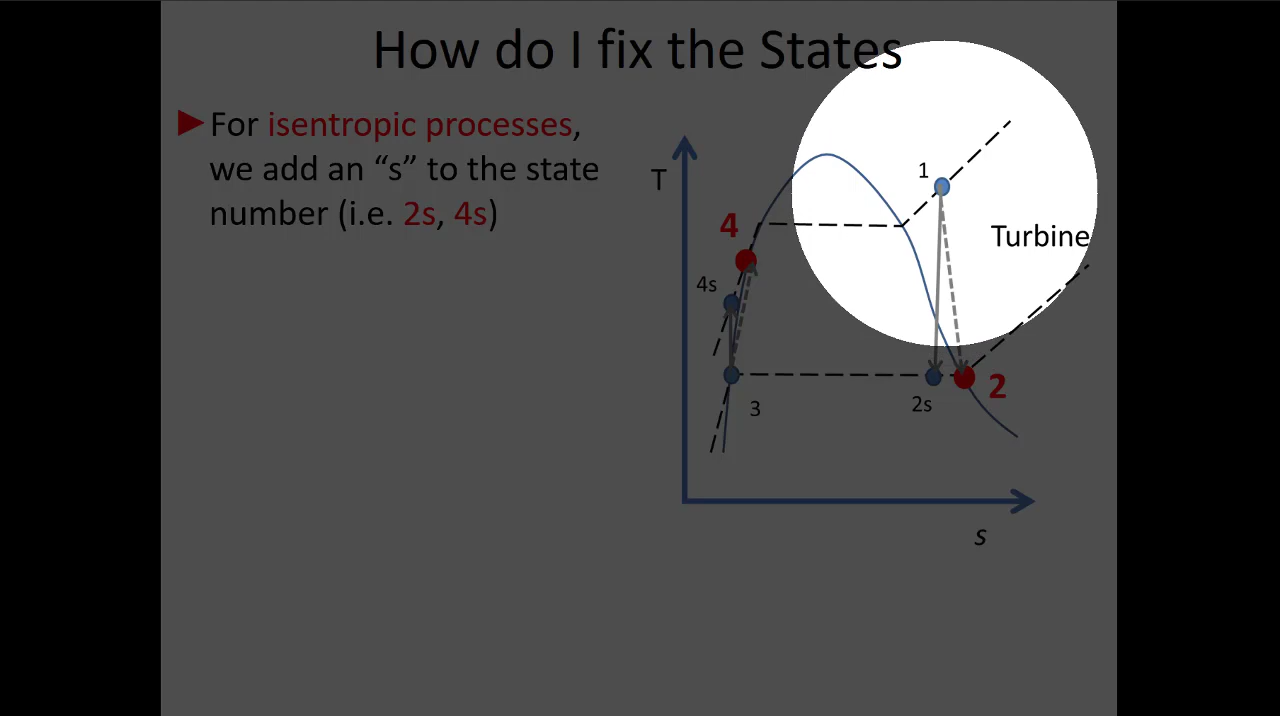 How do I fix the States
► For isentropic processes,
we add an “s” to the state
number (i.e. 2s, 4s)
T
1
4
Turbine
4s
3
2s
2
s